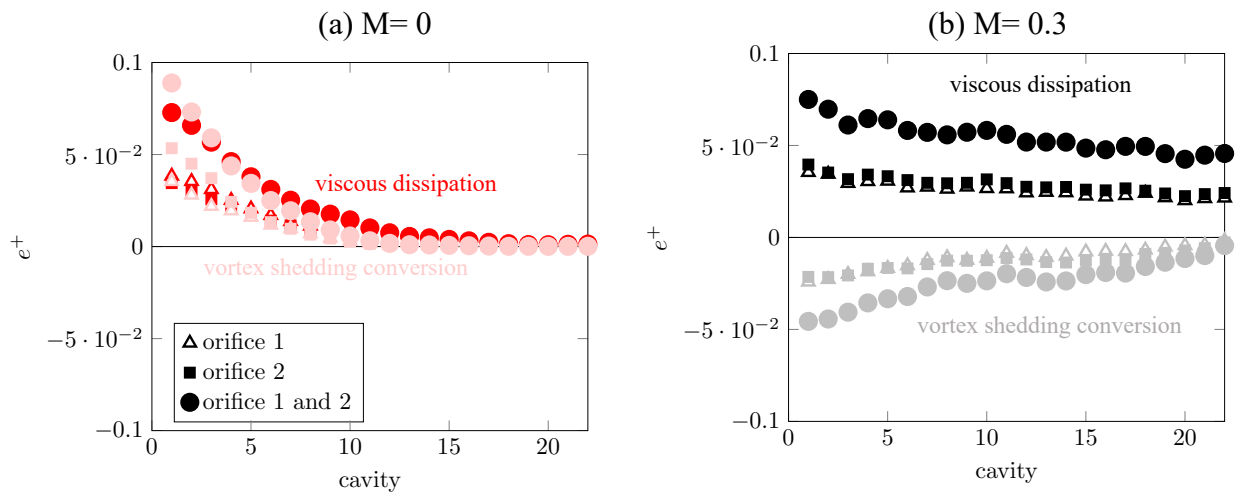 (a) M= 0
0.1
5 · 10⁻²
0
−5 · 10⁻²
−0.1
e⁺
viscous dissipation
vortex shedding conversion
orifice 1
orifice 2
orifice 1 and 2
0 5 10 15 20
cavity
(b) M= 0.3
0.1
5 · 10⁻²
0
−5 · 10⁻²
−0.1
e⁺
viscous dissipation
vortex shedding conversion
0 5 10 15 20
cavity